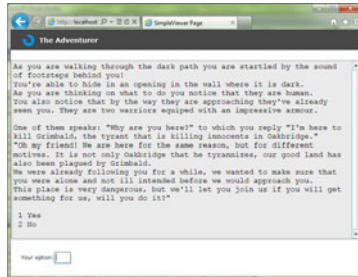 http://localhost
SimpleViewer Page
The Adventurer
As you are walking through the dark path you are startled by the sound
of footsteps behind you!
You're able to hide in an opening in the wall where it is dark.
As you are thinking on what to do you notice that they are human.
You also notice that by the way they are approaching they've already
seen you. They are two warriors equiped with an impressive armour.
One of them speaks: "Why are you here?" to which you reply "I'm here to
kill Grimbald, the tyrant that is killing innocents in Oakbridge."
"Oh my friend! We are here for the same reason, but for different
motives. It is not only Oakbridge that he tyrannizes, our good land has
also been plagued by Grimbald.
We were already following you for a while, we wanted to make sure that
you were alone and not ill intended before we would approach you.
This place is very dangerous, but we'll let you join us if you will get
something for us, will you do it?"
1 Yes
2 No
Your option: